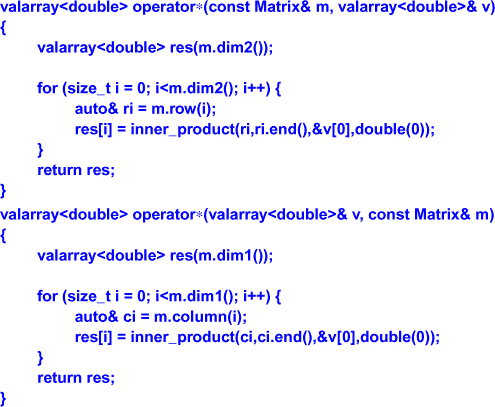 valarray<double> operator*(const Matrix& m, valarray<double>& v)
{
valarray<double> res(m.dim2());
for (size_t i = 0; i<m.dim2(); i++) {
auto& ri = m.row(i);
res[i] = inner_product(ri,ri.end(),&v[0],double(0));
}
return res;
}
valarray<double> operator*(valarray<double>& v, const Matrix& m)
{
valarray<double> res(m.dim1());
for (size_t i = 0; i<m.dim1(); i++) {
auto& ci = m.column(i);
res[i] = inner_product(ci,ci.end(),&v[0],double(0));
}
return res;
}